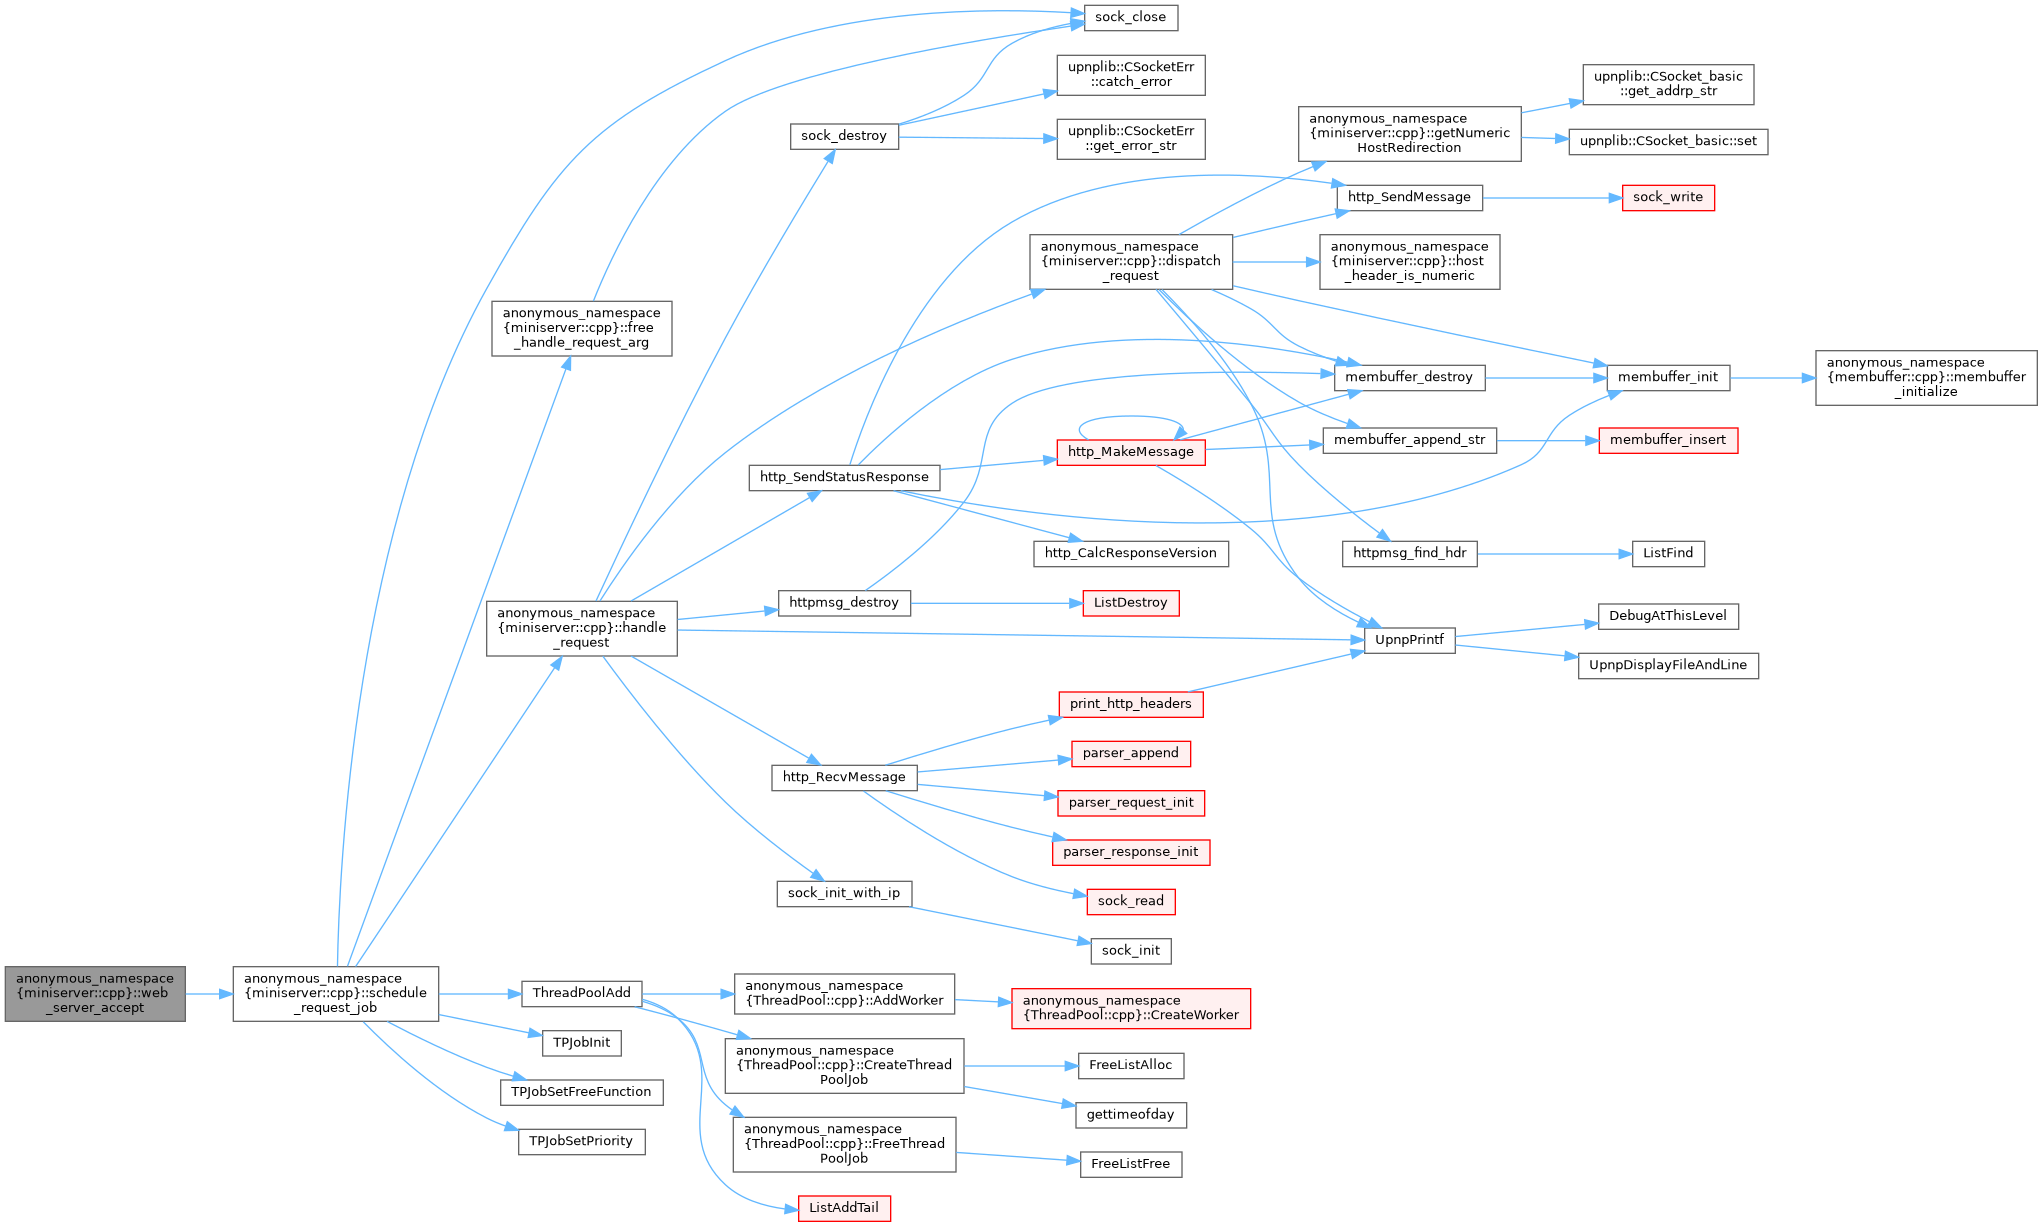 sock_close
upnplib::CSocketErr
::catch_error
upnplib::CSocket_basic
::get_addrp_str
anonymous_namespace
{miniserver::cpp}::getNumeric
HostRedirection
sock_destroy
upnplib::CSocketErr
::get_error_str
upnplib::CSocket_basic::set
http_SendMessage
sock_write
anonymous_namespace
{miniserver::cpp}::dispatch
_request
anonymous_namespace
{miniserver::cpp}::host
_header_is_numeric
anonymous_namespace
{miniserver::cpp}::free
_handle_request_arg
membuffer_destroy
membuffer_init
anonymous_namespace
{membuffer::cpp}::membuffer
_initialize
http_MakeMessage
membuffer_append_str
membuffer_insert
http_SendStatusResponse
http_CalcResponseVersion
httpmsg_find_hdr
ListFind
anonymous_namespace
{miniserver::cpp}::handle
_request
httpmsg_destroy
ListDestroy
UpnpPrintf
DebugAtThisLevel
UpnpDisplayFileAndLine
print_http_headers
http_RecvMessage
parser_append
parser_request_init
parser_response_init
sock_init_with_ip
sock_read
sock_init
anonymous_namespace
{miniserver::cpp}::web
_server_accept
anonymous_namespace
{miniserver::cpp}::schedule
_request_job
ThreadPoolAdd
anonymous_namespace
{ThreadPool::cpp}::AddWorker
anonymous_namespace
{ThreadPool::cpp}::CreateWorker
TPJobInit
anonymous_namespace
{ThreadPool::cpp}::CreateThread
PoolJob
FreeListAlloc
TPJobSetFreeFunction
gettimeofday
TPJobSetPriority
anonymous_namespace
{ThreadPool::cpp}::FreeThread
PoolJob
FreeListFree
ListAddTail